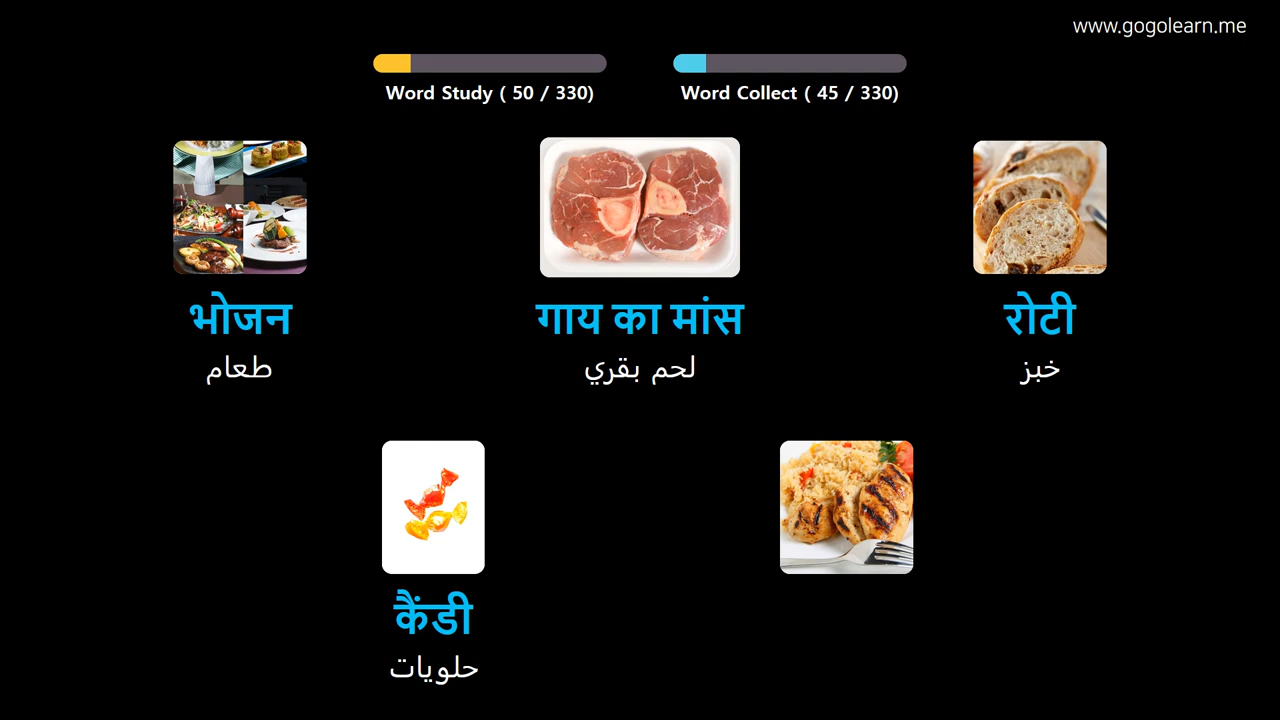 www.gogolearn.me
Word Study ( 50 / 330)
Word Collect ( 45 / 330)
भोजन
طعام
गाय का मांस
لحم بقري
रोटी
خبز
कैंडी
حلويات